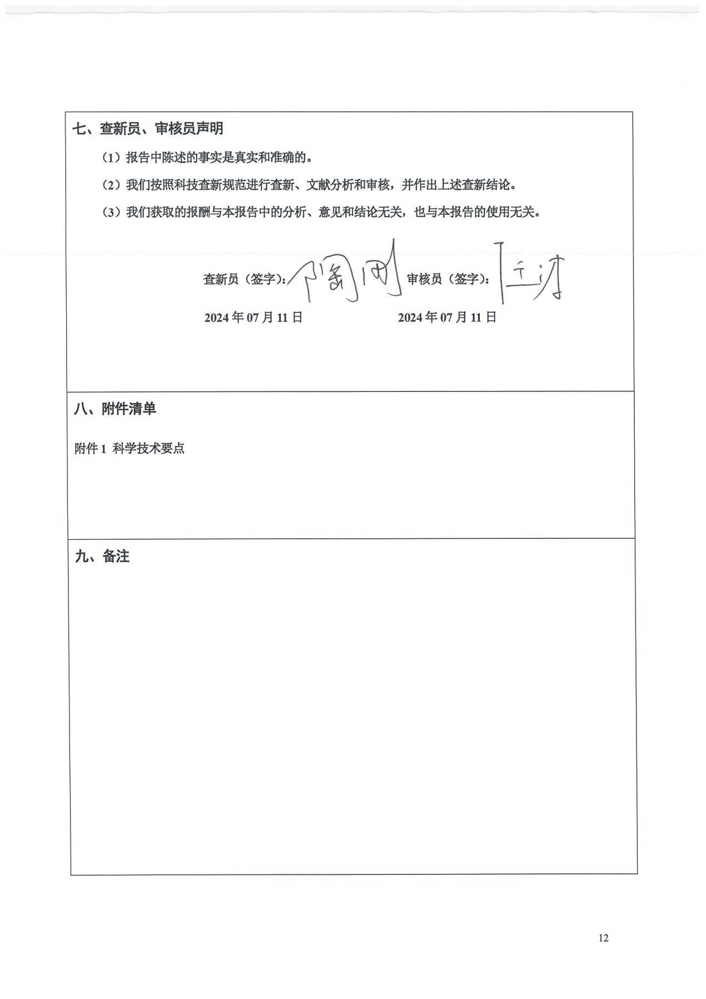 七、查新员、审核员声明
（1）报告中陈述的事实是真实和准确的。
（2）我们按照科技查新规范进行查新、文献分析和审核，并作出上述查新结论。
（3）我们获取的报酬与本报告中的分析、意见和结论无关，也与本报告的使用无关。
查新员（签字）：陶刚 审核员（签字）：
2024 年 07 月 11 日 2024 年 07 月 11 日
八、附件清单
附件 1 科学技术要点
九、备注
12